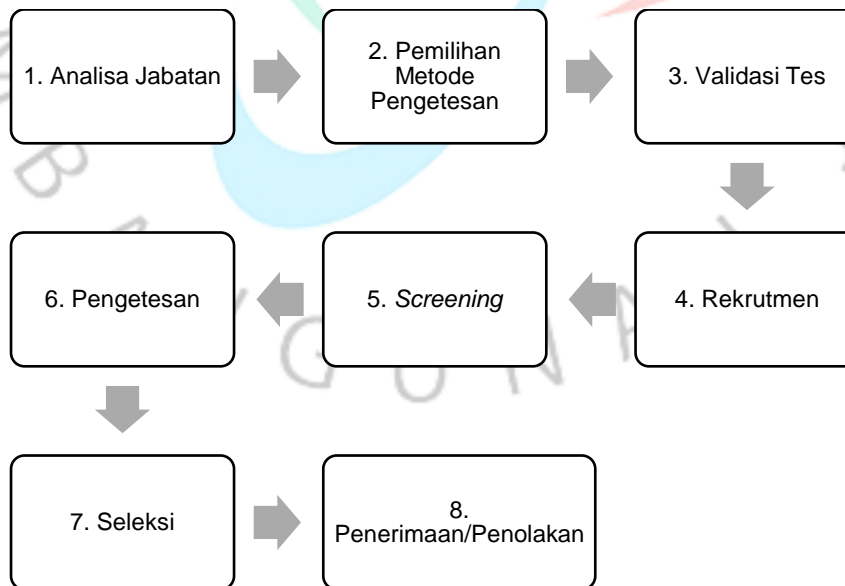 1. Analisa Jabatan
2. Pemilihan
Metode
Pengetesan
3. Validasi Tes
4. Rekrutmen
5. Screening
6. Pengetesan
7. Seleksi
8.
Penerimaan/Penolakan